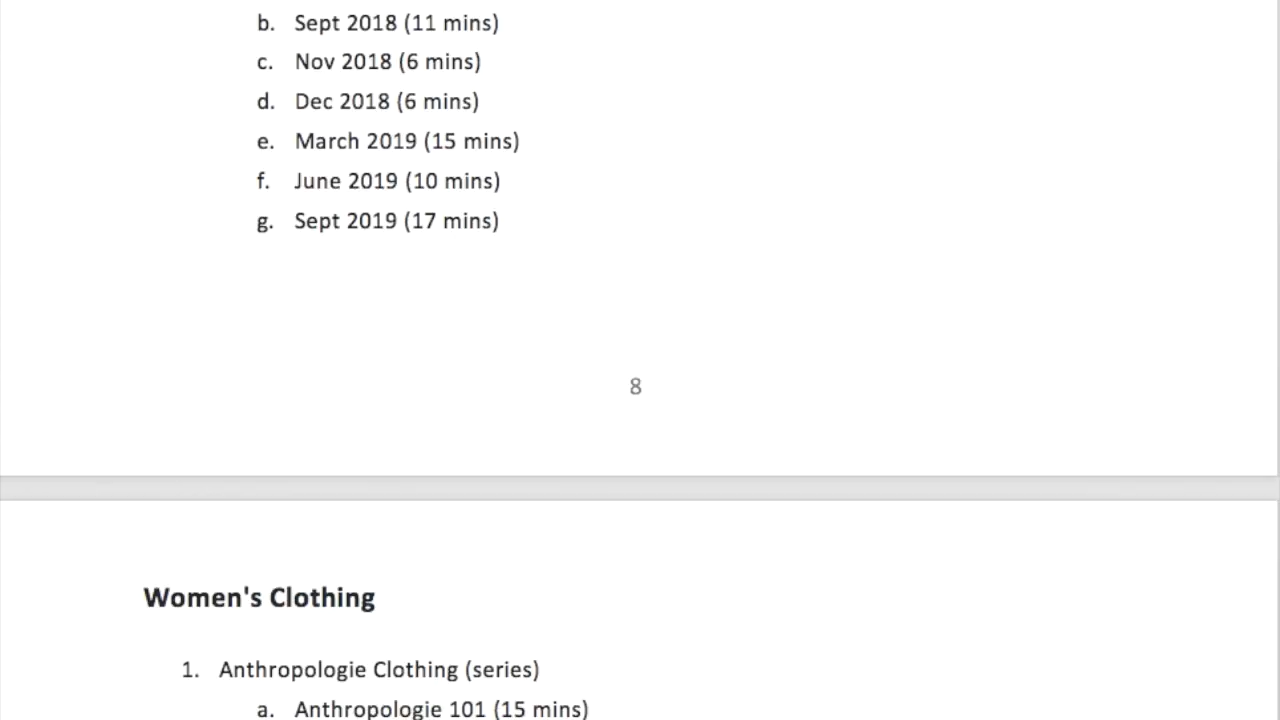 b. Sept 2018 (11 mins)
c. Nov 2018 (6 mins)
d. Dec 2018 (6 mins)
e. March 2019 (15 mins)
f. June 2019 (10 mins)
g. Sept 2019 (17 mins)
8
Women's Clothing
1. Anthropologie Clothing (series)
a. Anthropologie 101 (15 mins)